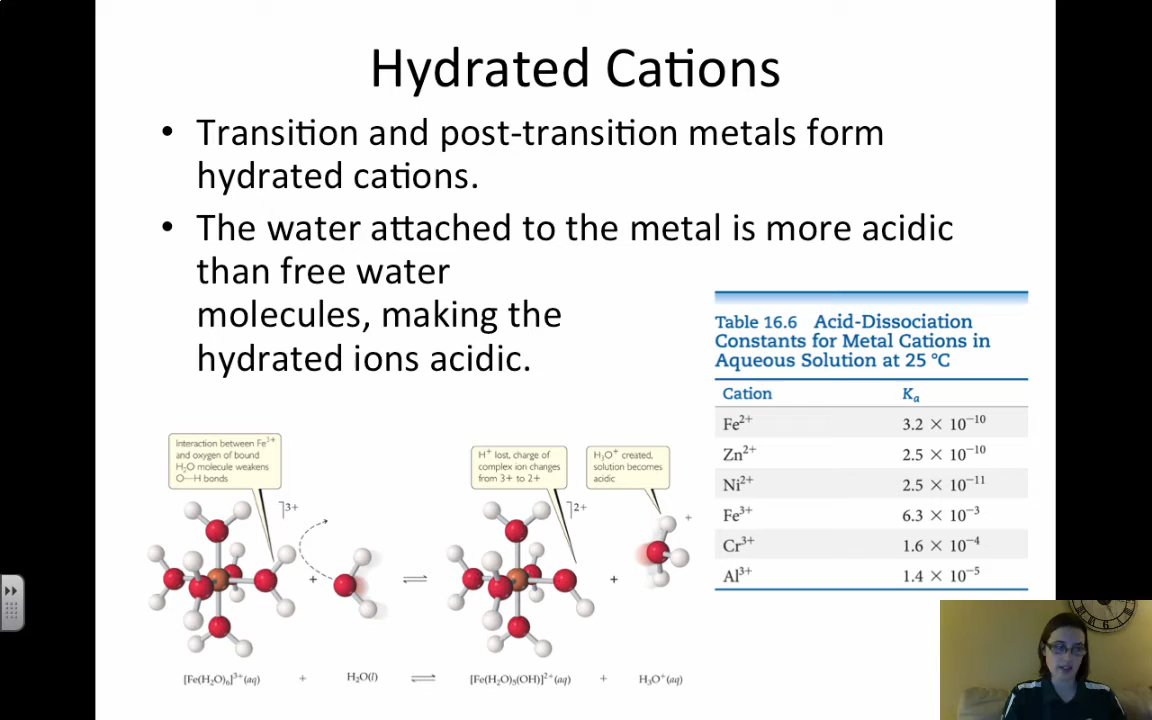 Hydrated Cations
• Transition and post-transition metals form
hydrated cations.
• The water attached to the metal is more acidic
than free water
molecules, making the
hydrated ions acidic.
Table 16.6 Acid-Dissociation
Constants for Metal Cations in
Aqueous Solution at 25 °C
Cation Kₐ
Fe²⁺ 3.2 × 10⁻¹⁰
Zn²⁺ 2.5 × 10⁻¹⁰
Ni²⁺ 2.5 × 10⁻¹¹
Fe³⁺ 6.3 × 10⁻³
Cr³⁺ 1.6 × 10⁻⁴
Al³⁺ 1.4 × 10⁻⁵
Interaction between Fe³⁺
and oxygen of bound
H₂O molecule weakens
O—H bonds
H⁺ lost, charge of
complex ion changes
from 3+ to 2+
H₃O⁺ created,
solution becomes
acidic
]3+ ]2+ +
+ ⇌ +
[Fe(H₂O)₆]³⁺(aq) + H₂O(l) ⇌ [Fe(H₂O)₅(OH)]²⁺(aq) + H₃O⁺(aq)
6